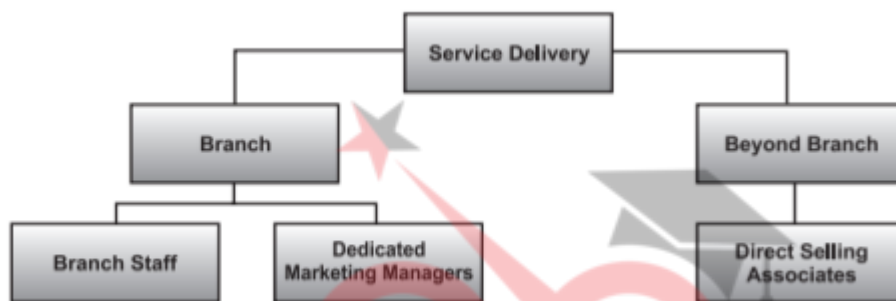 Service Delivery
Branch
Beyond Branch
Branch Staff
Dedicated
Marketing Managers
Direct Selling
Associates